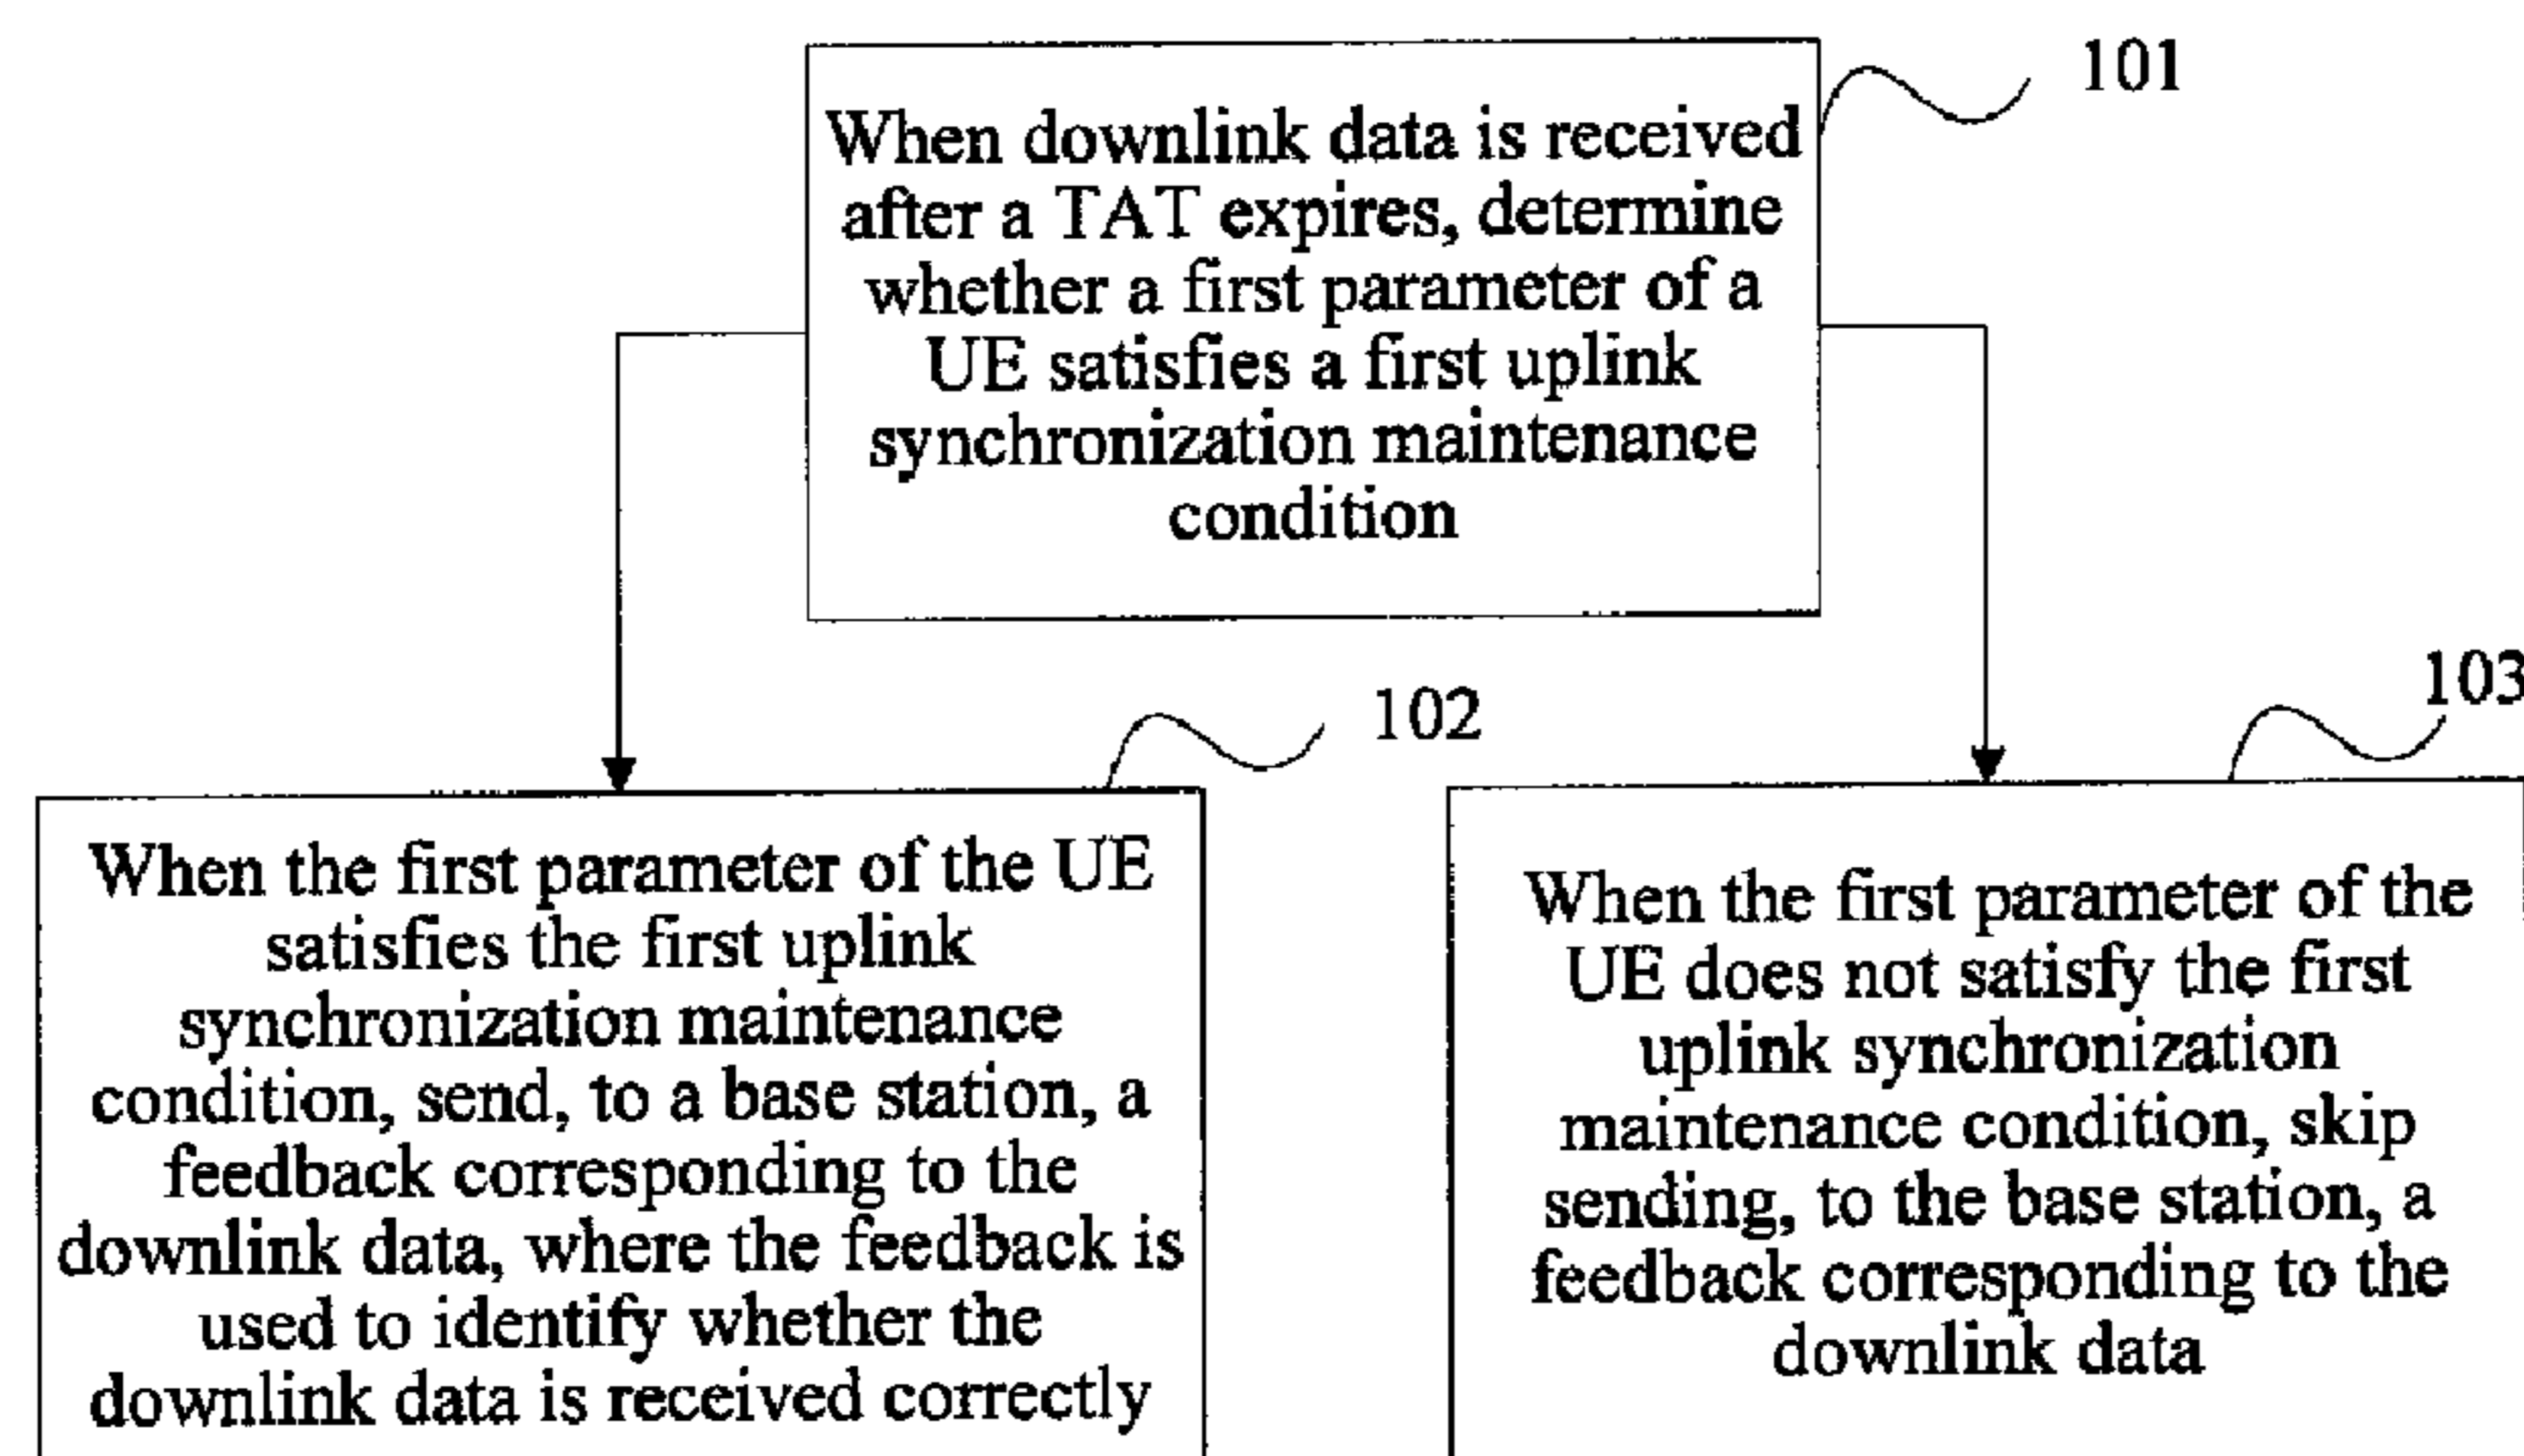 101
When downlink data is received
after a TAT expires, determine
whether a first parameter of a
UE satisfies a first uplink
synchronization maintenance
condition
102
When the first parameter of the UE
satisfies the first uplink
synchronization maintenance
condition, send, to a base station, a
feedback corresponding to the
downlink data, where the feedback is
used to identify whether the
downlink data is received correctly
103
When the first parameter of the
UE does not satisfy the first
uplink synchronization
maintenance condition, skip
sending, to the base station, a
feedback corresponding to the
downlink data